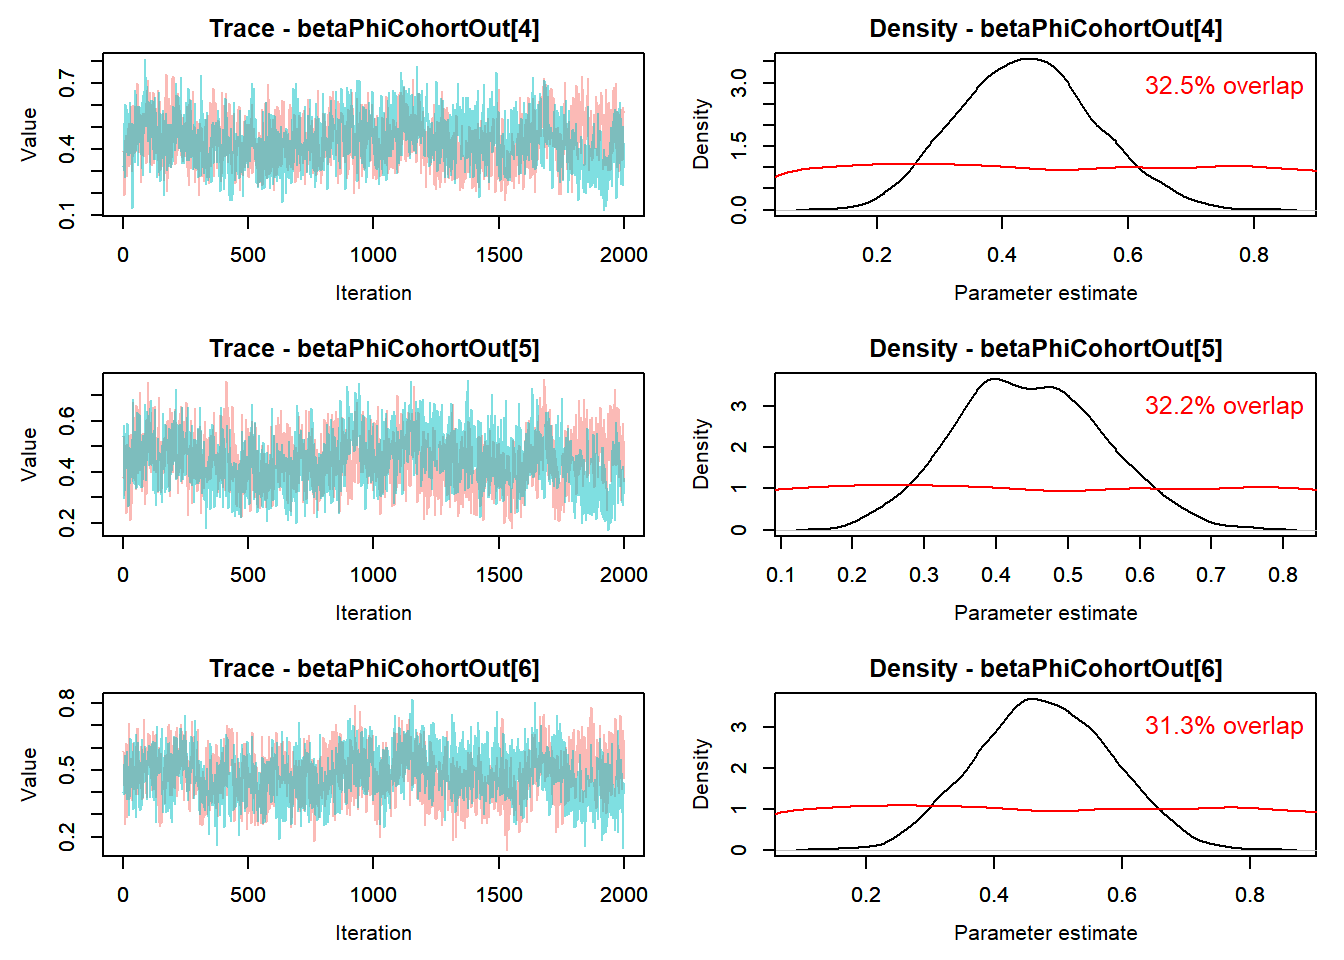 Trace - betaPhiCohortOut[4]
Value
0.1 0.4 0.7
0 500 1000 1500 2000
Iteration
Density - betaPhiCohortOut[4]
32.5% overlap
Density
0.0 1.5 3.0
0.2 0.4 0.6 0.8
Parameter estimate
Trace - betaPhiCohortOut[5]
Value
0.2 0.4 0.6
0 500 1000 1500 2000
Iteration
Density - betaPhiCohortOut[5]
32.2% overlap
Density
0 1 2 3
0.1 0.2 0.3 0.4 0.5 0.6 0.7 0.8
Parameter estimate
Trace - betaPhiCohortOut[6]
Value
0.2 0.5 0.8
0 500 1000 1500 2000
Iteration
Density - betaPhiCohortOut[6]
31.3% overlap
Density
0 1 2 3
0.2 0.4 0.6 0.8
Parameter estimate